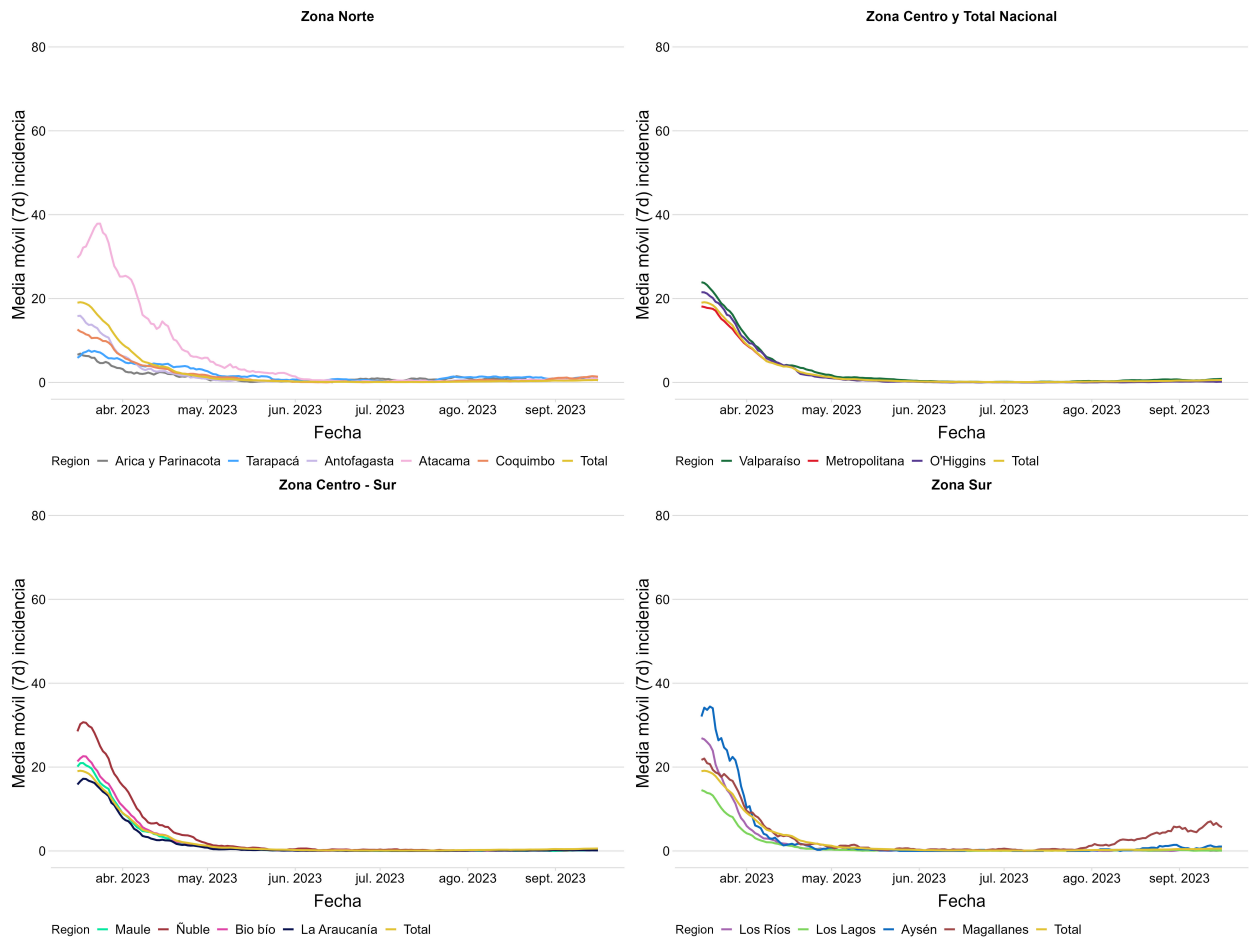 Zona Norte
80
60
40
20
0
Media móvil (7d) incidencia
abr. 2023 may. 2023 jun. 2023 jul. 2023 ago. 2023 sept. 2023
Fecha
Region Arica y Parinacota Tarapacá Antofagasta Atacama Coquimbo Total
Zona Centro y Total Nacional
80
60
40
20
0
Media móvil (7d) incidencia
abr. 2023 may. 2023 jun. 2023 jul. 2023 ago. 2023 sept. 2023
Fecha
Region Valparaíso Metropolitana O'Higgins Total
Zona Centro - Sur
80
60
40
20
0
Media móvil (7d) incidencia
abr. 2023 may. 2023 jun. 2023 jul. 2023 ago. 2023 sept. 2023
Fecha
Region Maule Ñuble Bio bío La Araucanía Total
Zona Sur
80
60
40
20
0
Media móvil (7d) incidencia
abr. 2023 may. 2023 jun. 2023 jul. 2023 ago. 2023 sept. 2023
Fecha
Region Los Ríos Los Lagos Aysén Magallanes Total